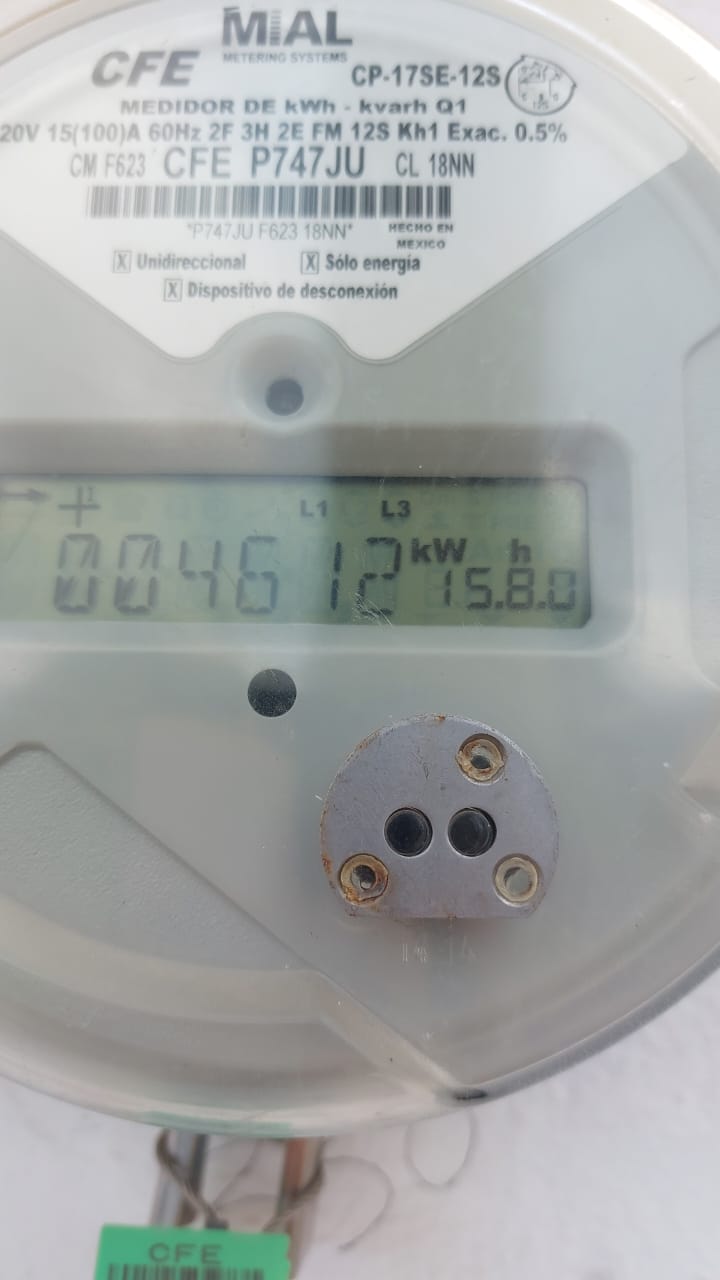 MIAL
METERING SYSTEMS
CFE
CP-17SE-12S
MEDIDOR DE kWh - kvarh Q1
20V 15(100)A 60Hz 2F 3H 2E FM 12S Kh1 Exac. 0.5%
CM F623 CFE P747JU CL 18NN
*P747JU F623 18NN*
HECHO EN
MEXICO
X Unidireccional X Sólo energía
X Dispositivo de desconexión
L1 L3
004612 kW h
15.8.0
CFE